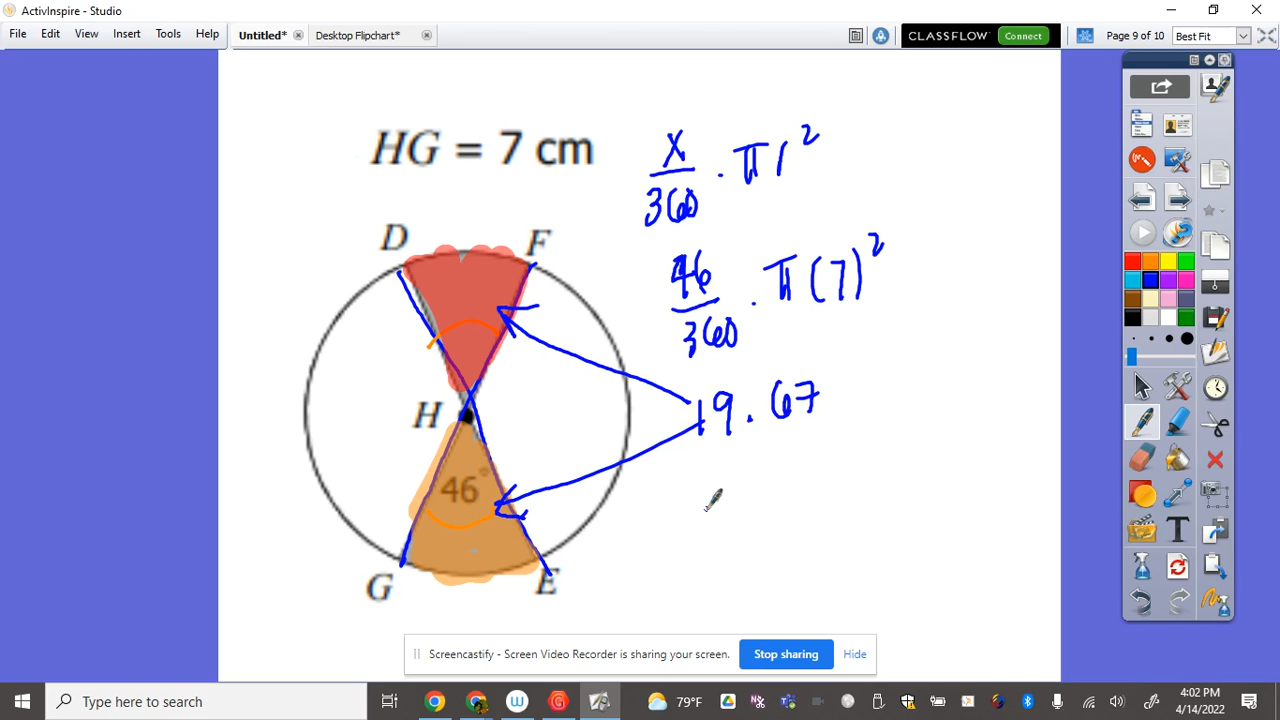 ActivInspire - Studio
File Edit View Insert Tools Help
Untitled* Desktop Flipchart*
CLASSFLOW Connect
Page 9 of 10 Best Fit
HG = 7 cm
x/360 · πr²
D F
46/360 · π(7)²
H
19.67
46°
G E
Screencastify - Screen Video Recorder is sharing your screen. Stop sharing Hide
Type here to search
79°F
4:02 PM
4/14/2022